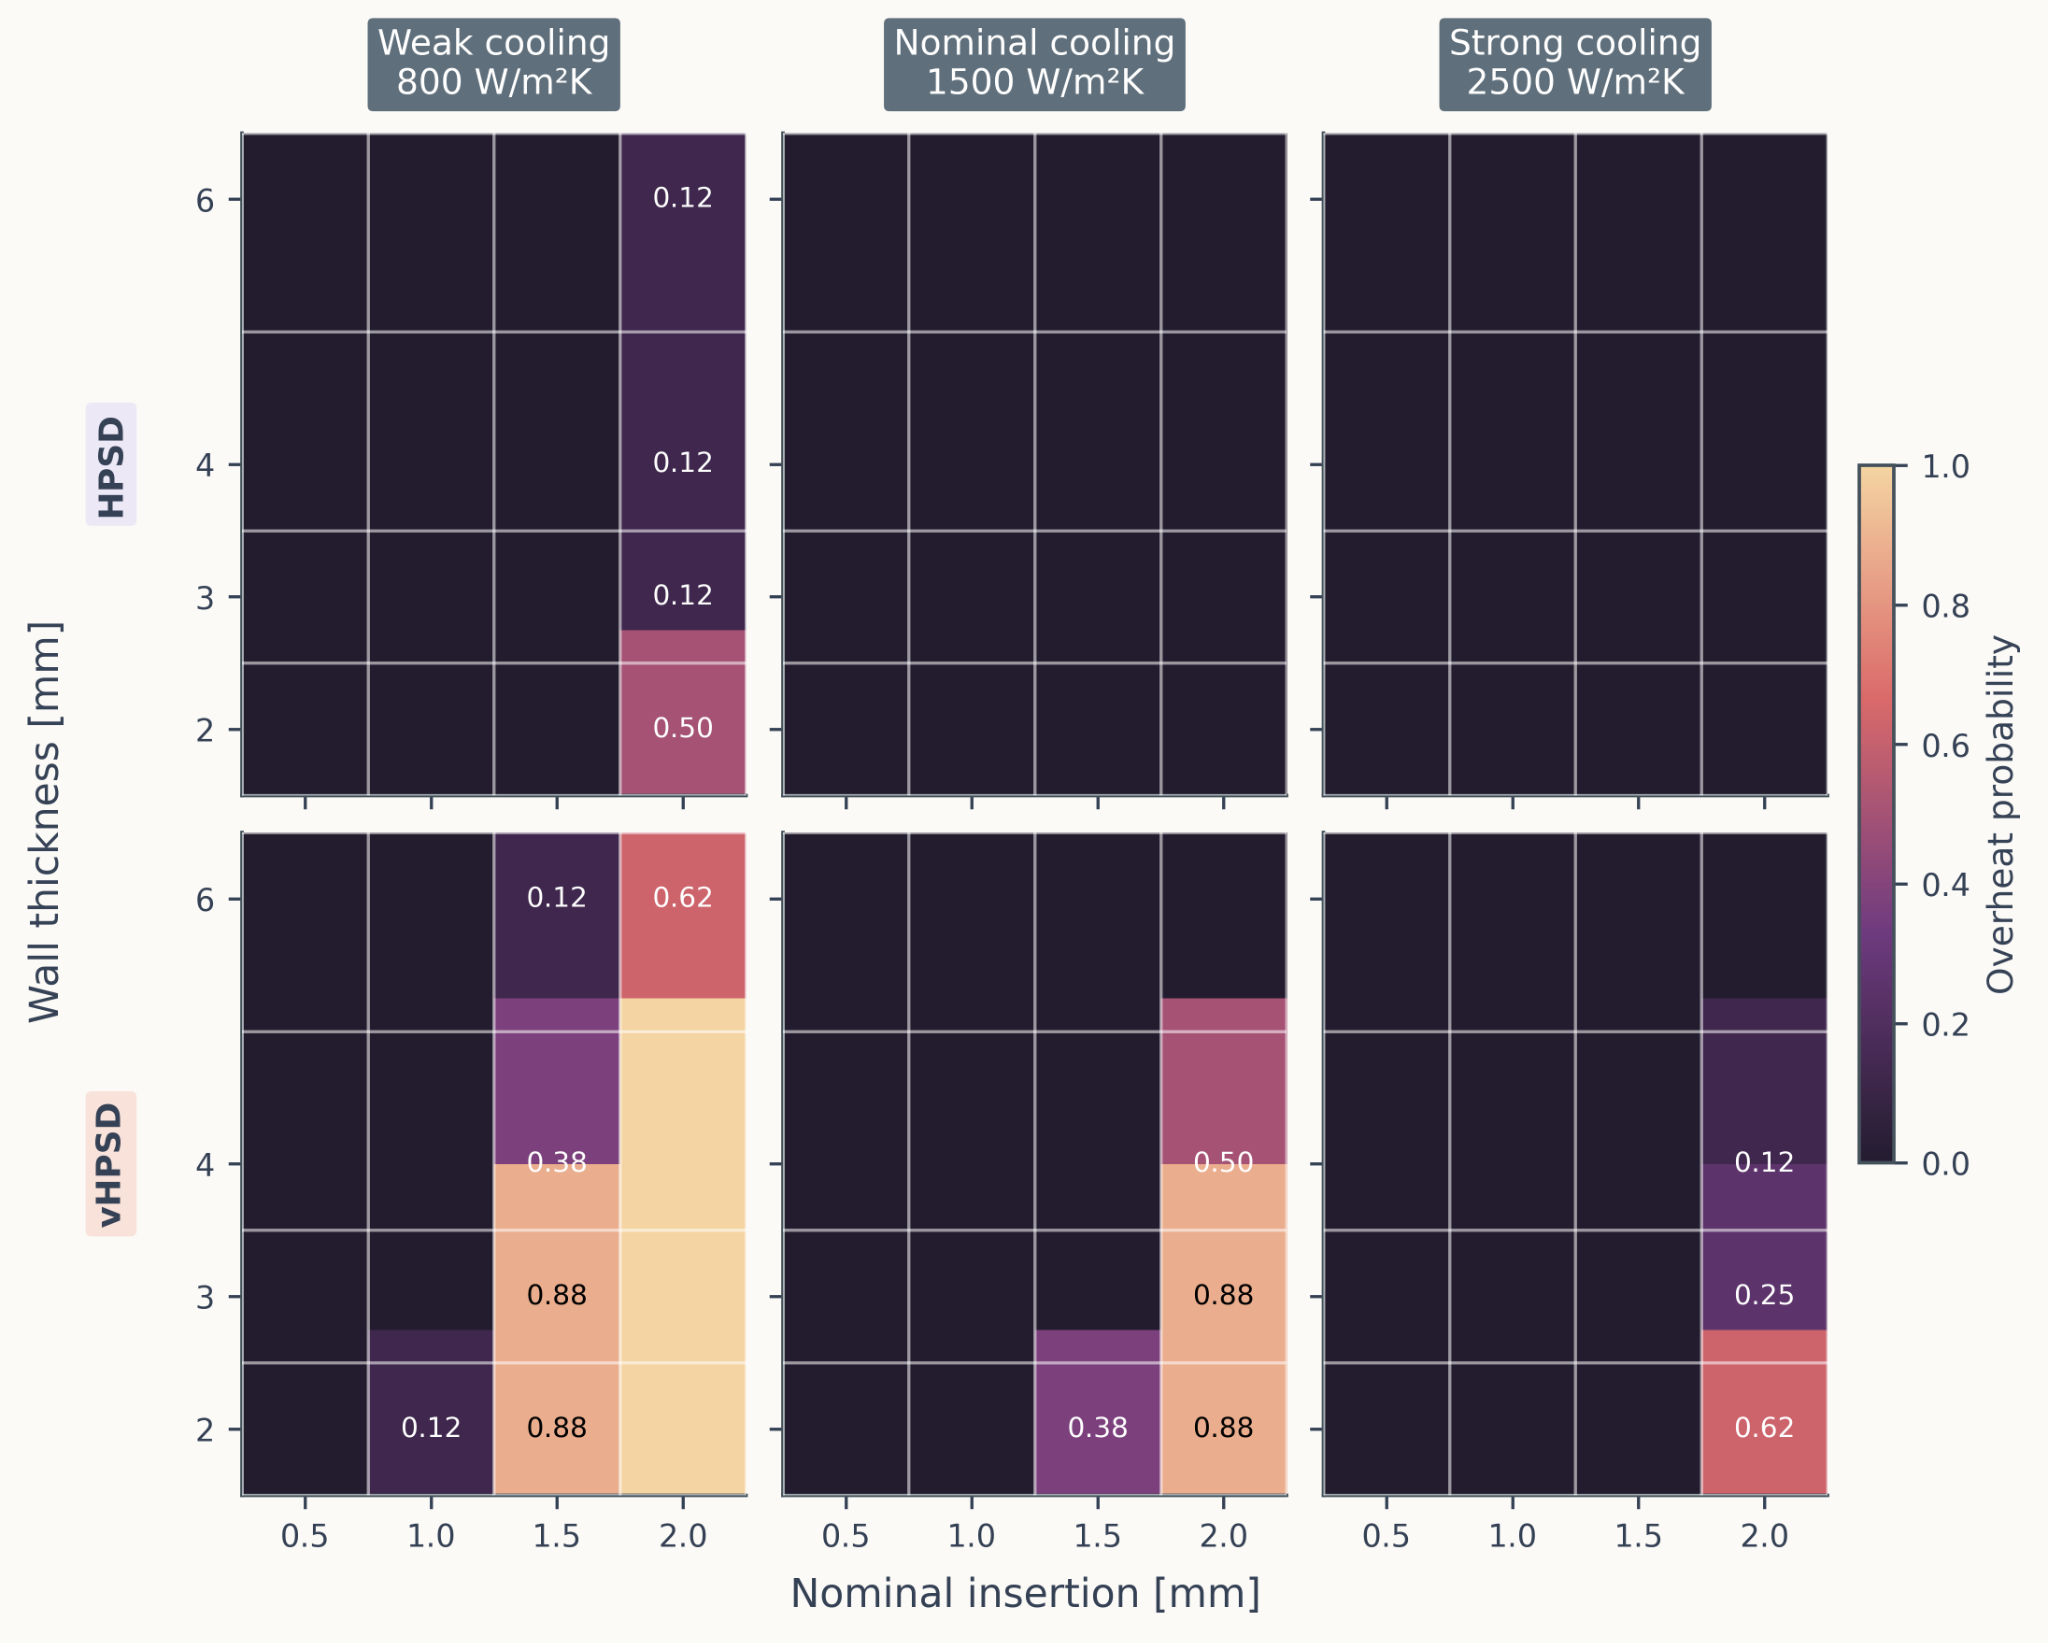 Weak cooling
800 W/m²K
Nominal cooling
1500 W/m²K
Strong cooling
2500 W/m²K
Wall thickness [mm]
HPSD
6
4
3
2
0.12
0.12
0.12
0.50
vHPSD
6
4
3
2
0.12 0.62
0.38
0.88
0.12 0.88
0.50
0.88
0.38 0.88
0.12
0.25
0.62
0.5 1.0 1.5 2.0
0.5 1.0 1.5 2.0
0.5 1.0 1.5 2.0
Nominal insertion [mm]
1.0
0.8
0.6
0.4
0.2
0.0
Overheat probability